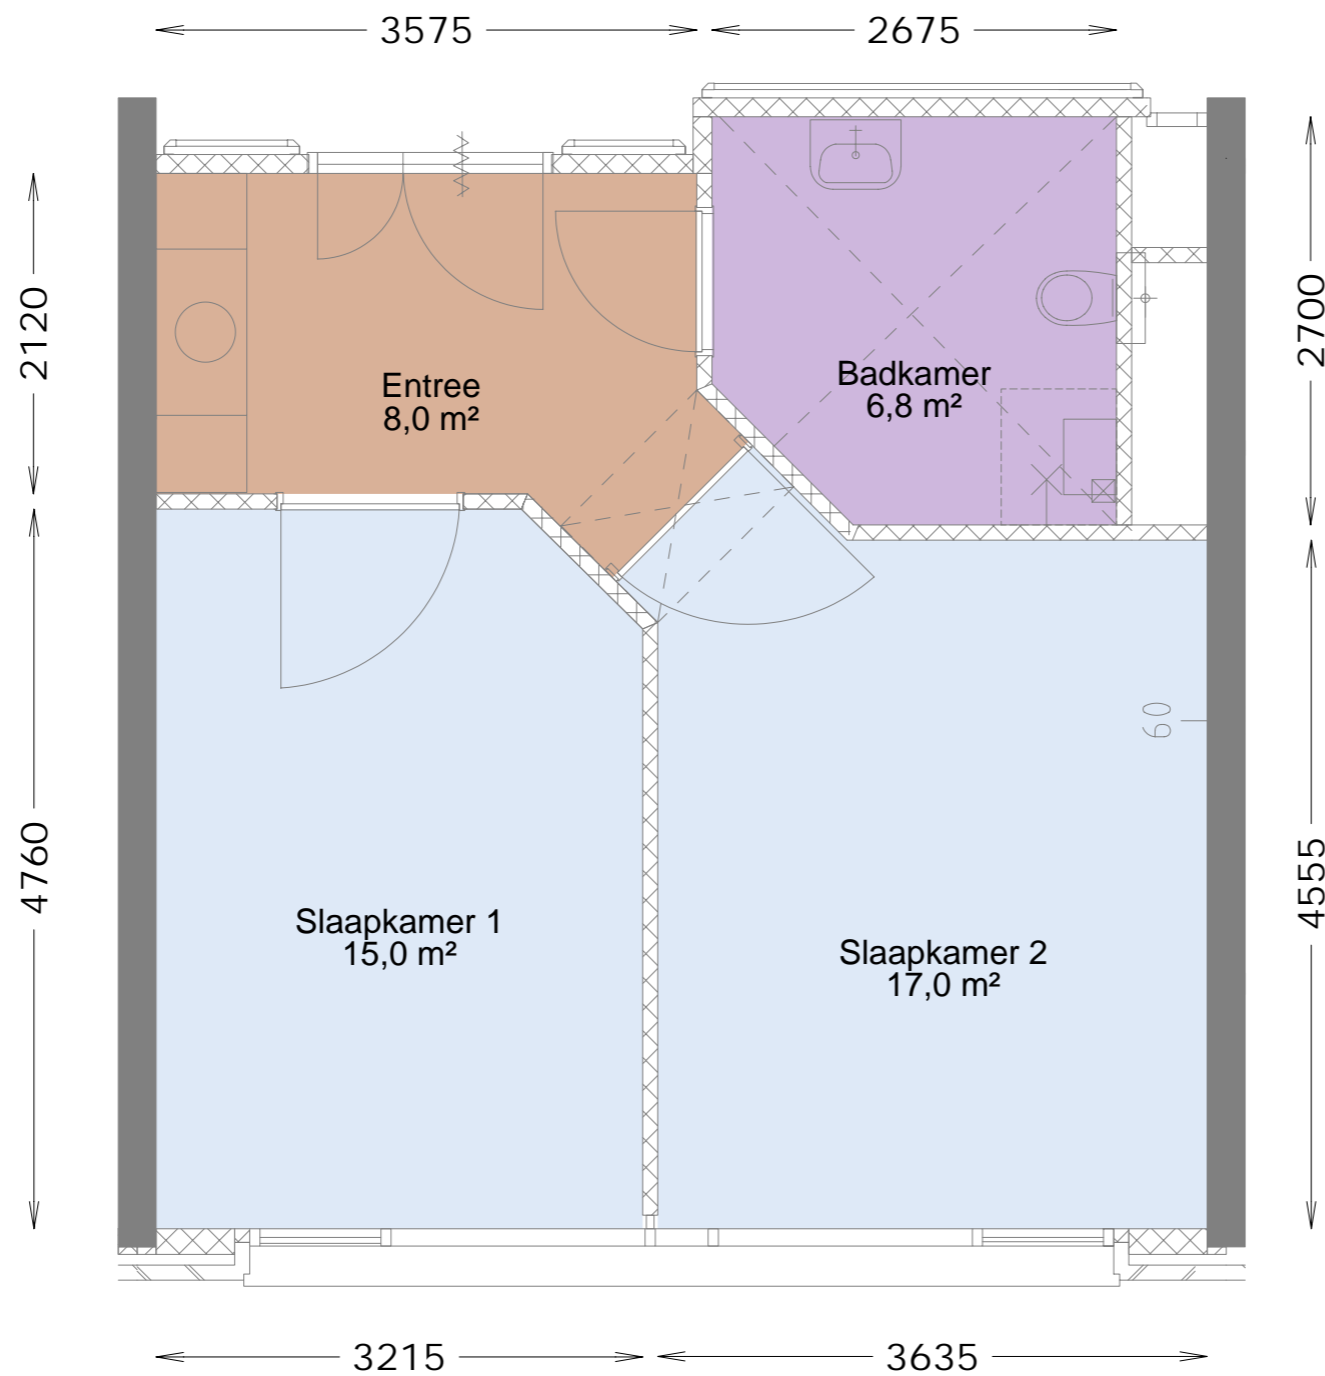 3575
2675
2120
2700
Entree
8,0 m²
Badkamer
6,8 m²
60
4760
4555
Slaapkamer 1
15,0 m²
Slaapkamer 2
17,0 m²
3215
3635